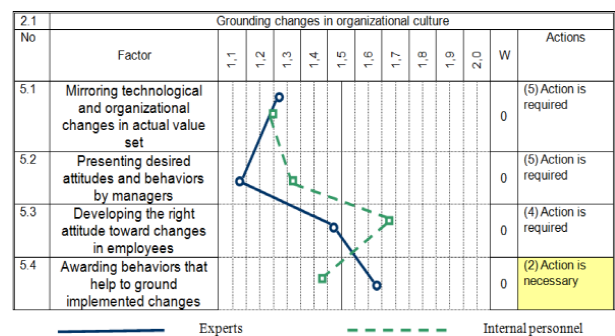 2.1 Grounding changes in organizational culture
No Factor 1,1 1,2 1,3 1,4 1,5 1,6 1,7 1,8 1,9 2,0 W Actions
5.1 Mirroring technological and organizational changes in actual value set 0 (5) Action is required
5.2 Presenting desired attitudes and behaviors by managers 0 (5) Action is required
5.3 Developing the right attitude toward changes in employees 0 (4) Action is required
5.4 Awarding behaviors that help to ground implemented changes 0 (2) Action is necessary
Experts Internal personnel